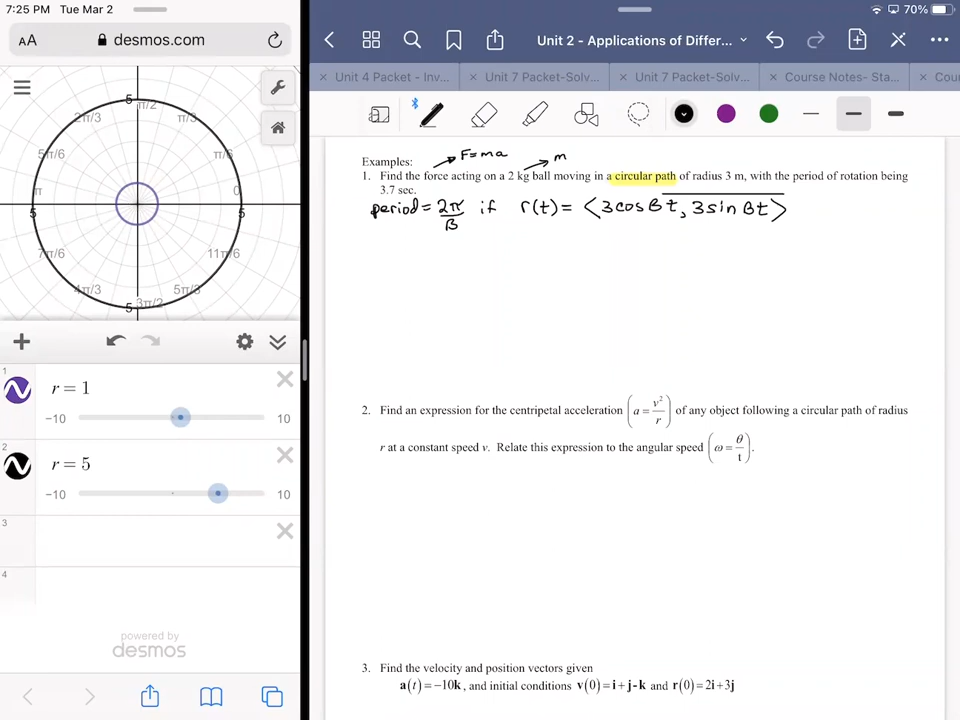 7:25 PM Tue Mar 2
70%
AA desmos.com
Unit 2 - Applications of Differ...
Unit 4 Packet - Inv...
Unit 7 Packet-Solv...
Unit 7 Packet-Solv...
Course Notes- Sta...
Cou
5 π/2
2π/3 π/3
5π/6 π/6
π 0
5 5
7π/6 11π/6
4π/3 5π/3
5 3π/2
1
r = 1
-10 10
2
r = 5
-10 10
3
4
powered by
desmos
Examples: F=ma m
1. Find the force acting on a 2 kg ball moving in a circular path of radius 3 m, with the period of rotation being
3.7 sec.
period = 2π/B if r(t) = <3cosBt, 3sinBt>
2. Find an expression for the centripetal acceleration (a = v²/r) of any object following a circular path of radius
r at a constant speed v. Relate this expression to the angular speed (ω = θ/t).
3. Find the velocity and position vectors given
a(t) = -10k, and initial conditions v(0) = i + j - k and r(0) = 2i + 3j